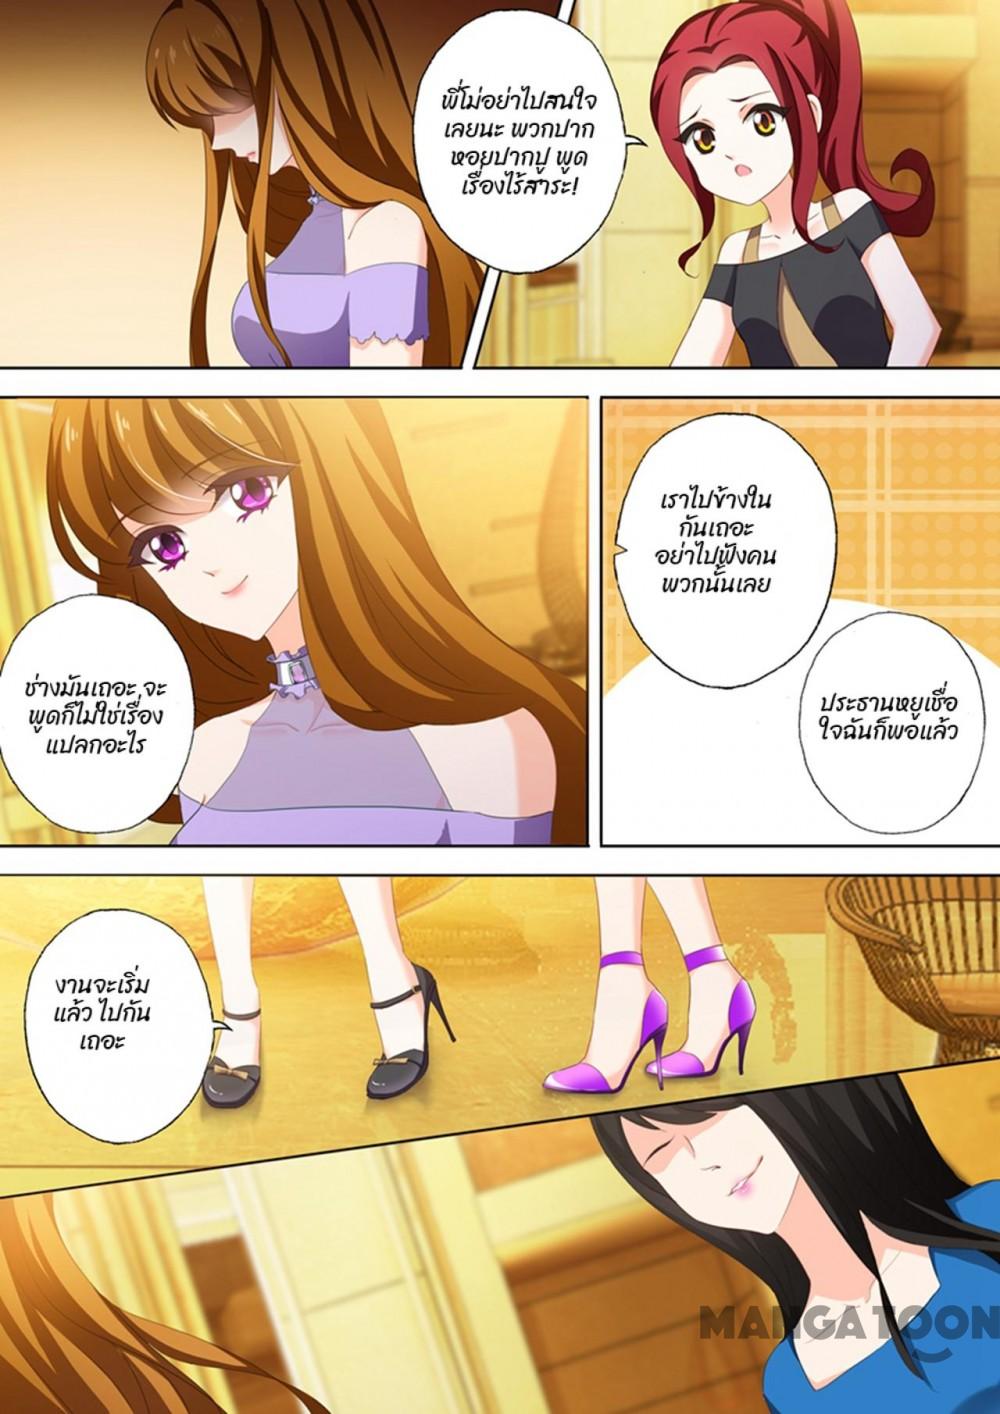 พี่โม่อย่าไปสนใจ
เลยนะ พวกปาก
หอยปากปู พูด
เรื่องไร้สาระ!
ช่างมันเถอะ จะ
พูดก็ไม่ใช่เรื่อง
แปลกอะไร
เราไปข้างใน
กันเถอะ
อย่าไปฟังคน
พวกนั้นเลย
ประธานหยูเชื่อ
ใจฉันก็พอแล้ว
งานจะเริ่ม
แล้ว ไปกัน
เถอะ
MANGATOON